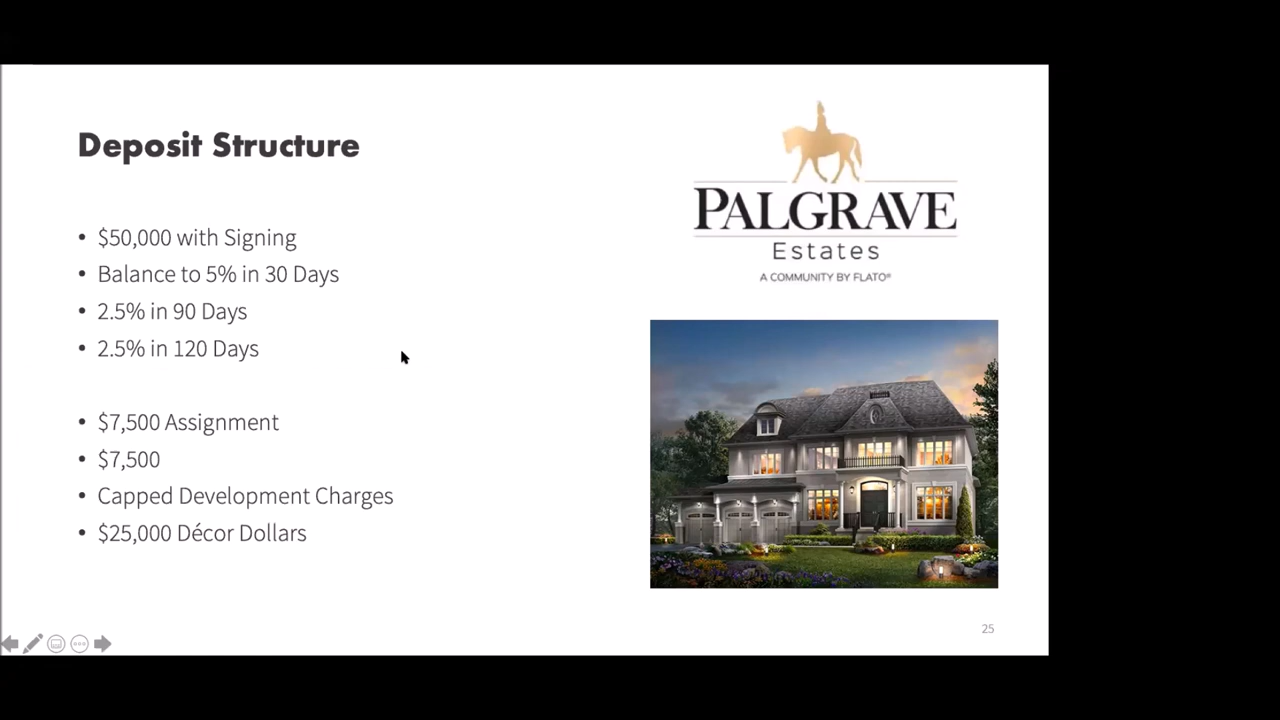 Deposit Structure
• $50,000 with Signing
• Balance to 5% in 30 Days
• 2.5% in 90 Days
• 2.5% in 120 Days
• $7,500 Assignment
• $7,500
• Capped Development Charges
• $25,000 Décor Dollars
PALGRAVE
Estates
A COMMUNITY BY FLATO®
25